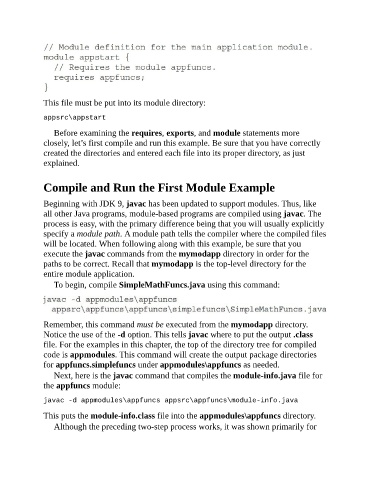 // Module definition for the main application module.
module appstart {
  // Requires the module appfuncs.
  requires appfuncs;
}
This file must be put into its module directory:
appsrc\appstart
Before examining the requires, exports, and module statements more
closely, let's first compile and run this example. Be sure that you have correctly
created the directories and entered each file into its proper directory, as just
explained.
Compile and Run the First Module Example
Beginning with JDK 9, javac has been updated to support modules. Thus, like
all other Java programs, module-based programs are compiled using javac. The
process is easy, with the primary difference being that you will usually explicitly
specify a module path. A module path tells the compiler where the compiled files
will be located. When following along with this example, be sure that you
execute the javac commands from the mymodapp directory in order for the
paths to be correct. Recall that mymodapp is the top-level directory for the
entire module application.
To begin, compile SimpleMathFuncs.java using this command:
javac -d appmodules\appfuncs
  appsrc\appfuncs\appfuncs\simplefuncs\SimpleMathFuncs.java
Remember, this command must be executed from the mymodapp directory.
Notice the use of the -d option. This tells javac where to put the output .class
file. For the examples in this chapter, the top of the directory tree for compiled
code is appmodules. This command will create the output package directories
for appfuncs.simplefuncs under appmodules\appfuncs as needed.
Next, here is the javac command that compiles the module-info.java file for
the appfuncs module:
javac -d appmodules\appfuncs appsrc\appfuncs\module-info.java
This puts the module-info.class file into the appmodules\appfuncs directory.
Although the preceding two-step process works, it was shown primarily for